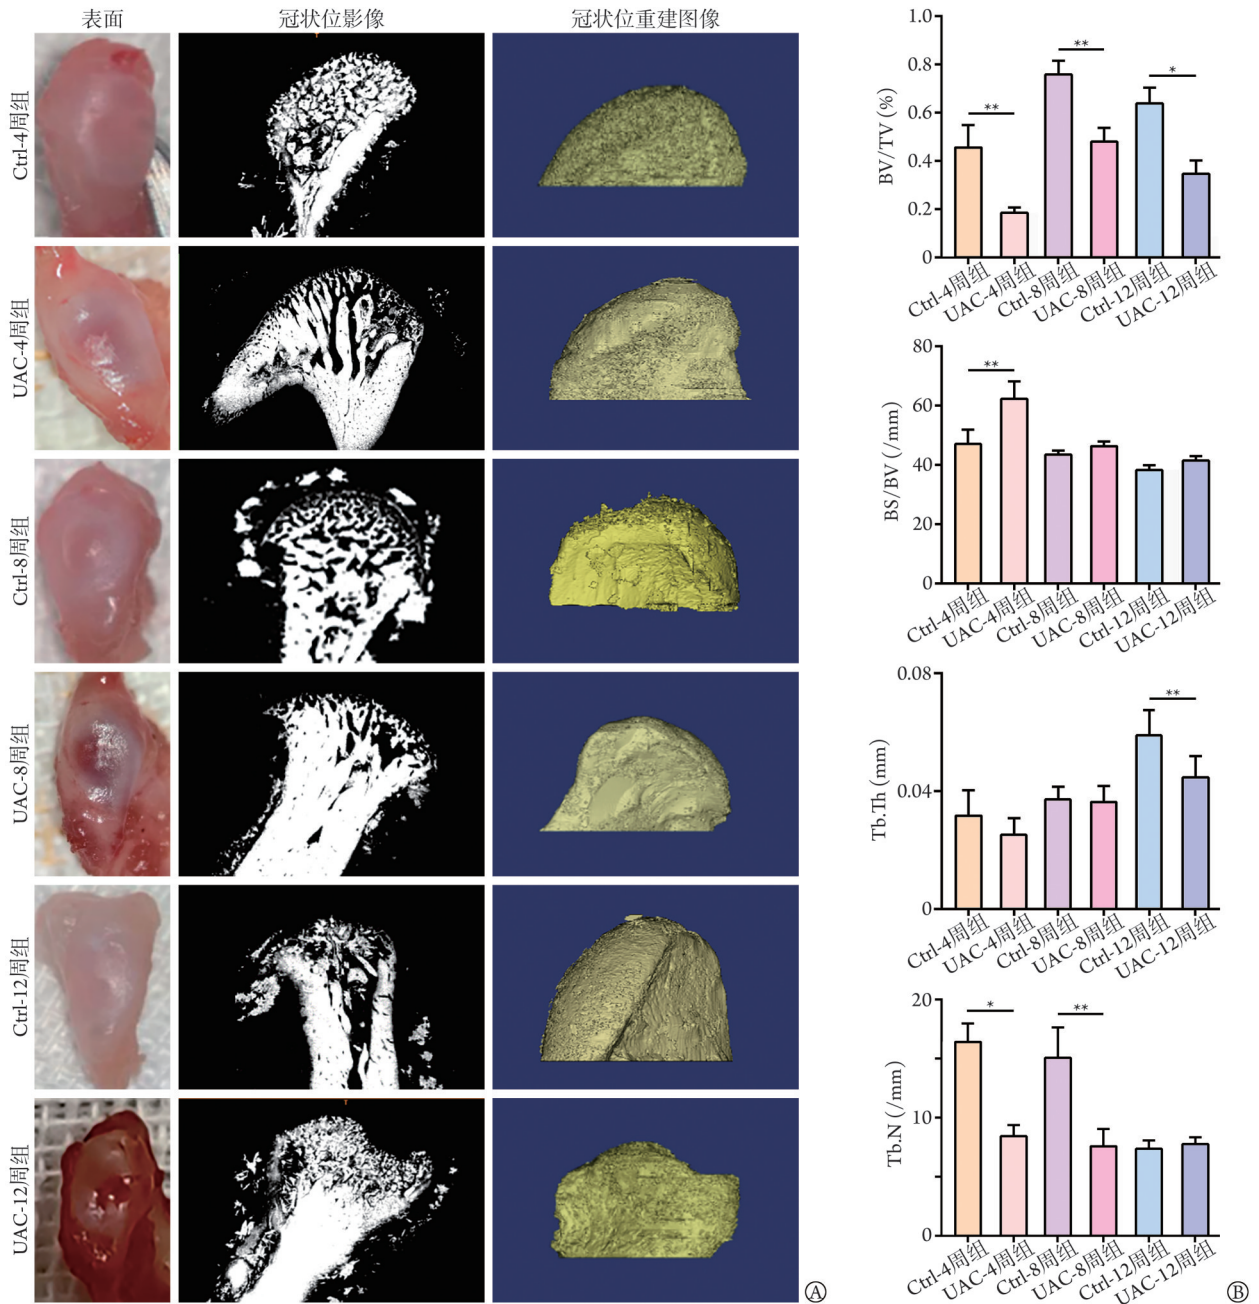 表面 冠状位影像 冠状位重建图像
Ctrl-4周组
UAC-4周组
Ctrl-8周组
UAC-8周组
Ctrl-12周组
UAC-12周组
A
BV/TV (%)
1.0
0.8
0.6
0.4
0.2
0
**
**
*
Ctrl-4周组
UAC-4周组
Ctrl-8周组
UAC-8周组
Ctrl-12周组
UAC-12周组
BS/BV (/mm)
80
60
40
20
0
**
Ctrl-4周组
UAC-4周组
Ctrl-8周组
UAC-8周组
Ctrl-12周组
UAC-12周组
Tb.Th (mm)
0.08
0.04
0
**
Ctrl-4周组
UAC-4周组
Ctrl-8周组
UAC-8周组
Ctrl-12周组
UAC-12周组
Tb.N (/mm)
20
10
0
*
**
Ctrl-4周组
UAC-4周组
Ctrl-8周组
UAC-8周组
Ctrl-12周组
UAC-12周组
B